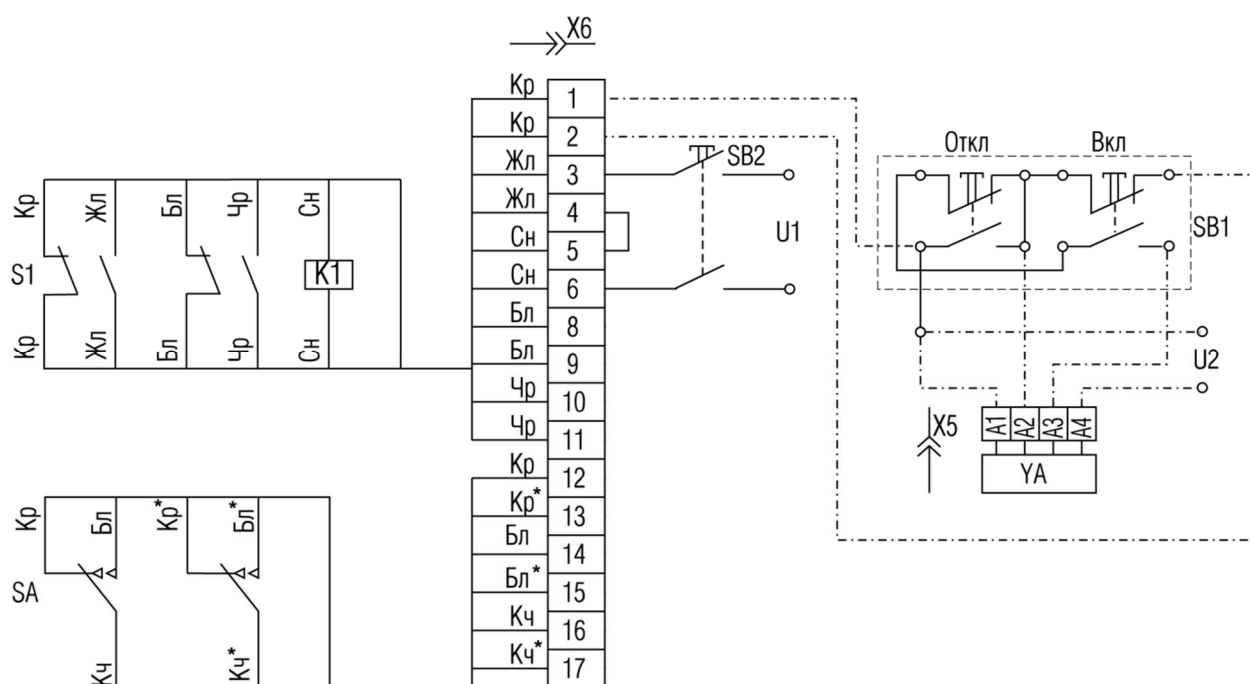 X6
Кр 1
Кр 2
Жл 3
Жл 4
Сн 5
Сн 6
Бл 8
Бл 9
Чр 10
Чр 11
Кр 12
Кр* 13
Бл 14
Бл* 15
Кч 16
Кч* 17
SB2
U1
Откл Вкл
SB1
U2
X5
A1 A2 A3 A4
YA
Кр Жл Бл Чр Сн
S1
K1
Кр Жл Бл Чр Сн
Кр Бл Кр* Бл*
SA
Кч Кч*